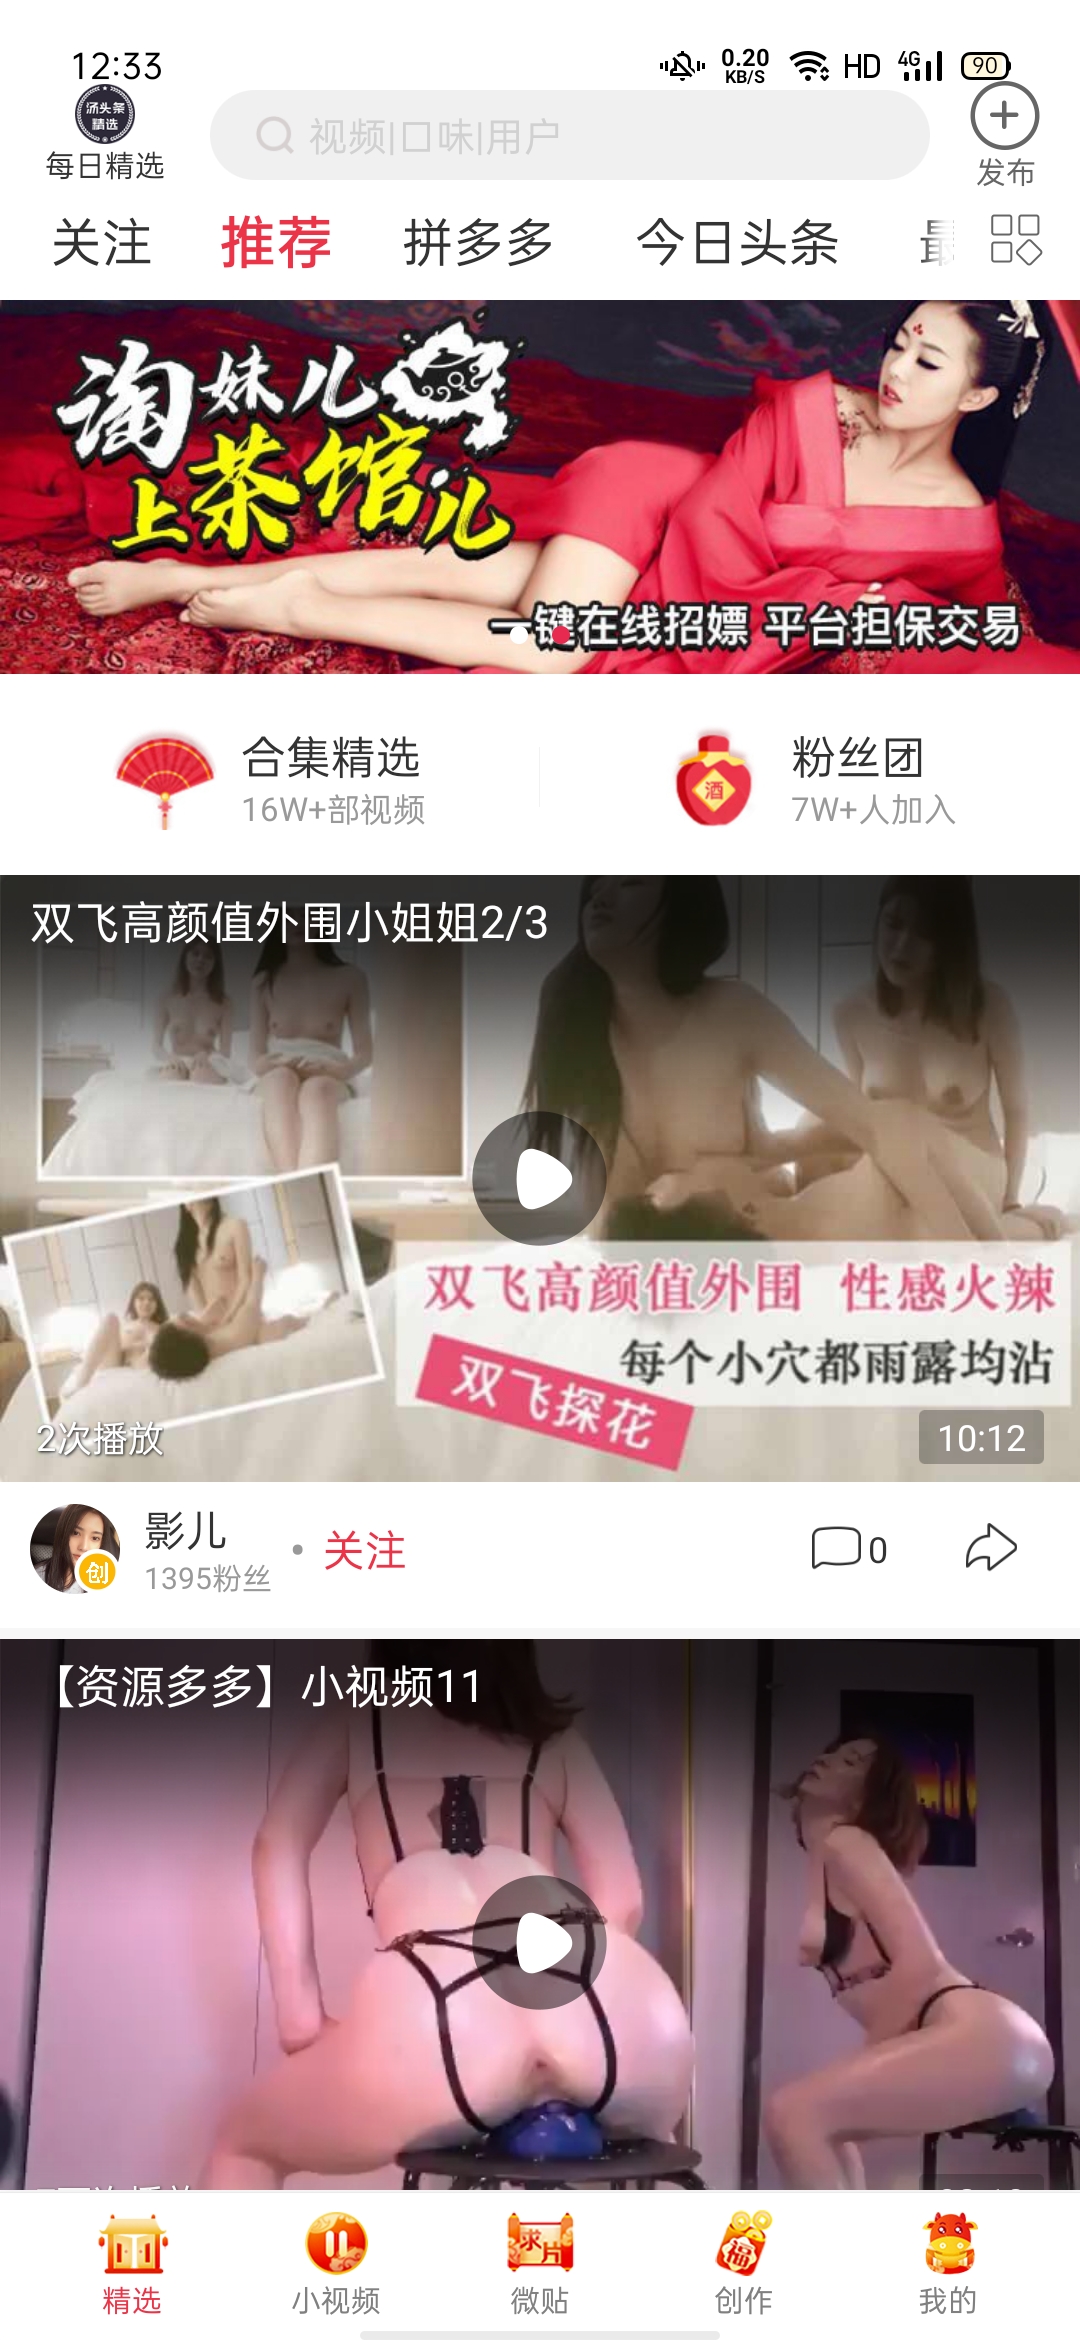 12:33
0.20
KB/S
HD
4G
90
汤头条
精选
每日精选
视频|口味|用户
发布
关注
推荐
拼多多
今日头条
最
淘妹儿
上茶馆儿
一键在线招嫖 平台担保交易
合集精选
16W+部视频
酒
粉丝团
7W+人加入
双飞高颜值外围小姐姐2/3
双飞高颜值外围 性感火辣
每个小穴都雨露均沾
双飞探花
2次播放
10:12
创
影儿
1395粉丝
关注
0
【资源多多】小视频11
求片
福
精选
小视频
微贴
创作
我的